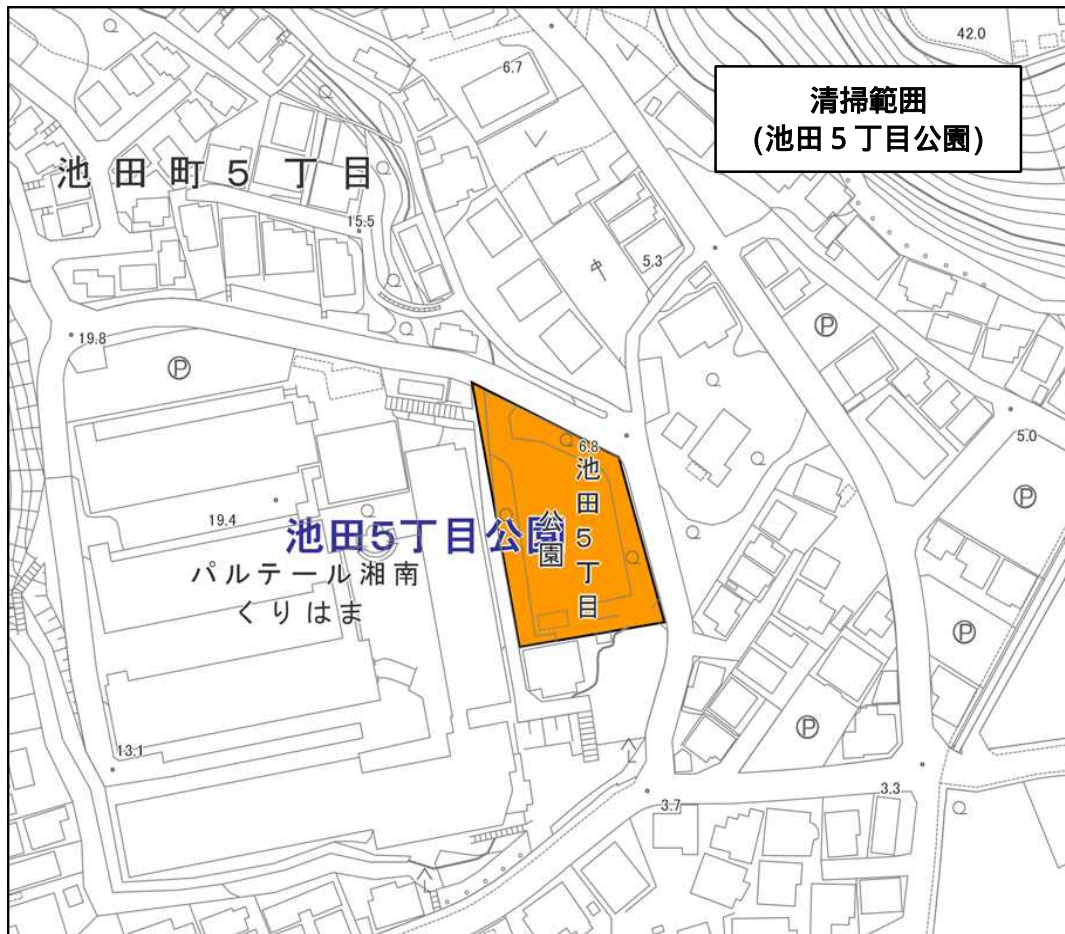 42.0
6.7
清掃範囲
(池田５丁目公園)
池田町５丁目
15.5
5.3
19.8
P
P
6.8
5.0
池田５丁目
公園
P
19.4
池田5丁目公園
パルテール湘南
くりはま
P
P
13.1
3.7
3.3